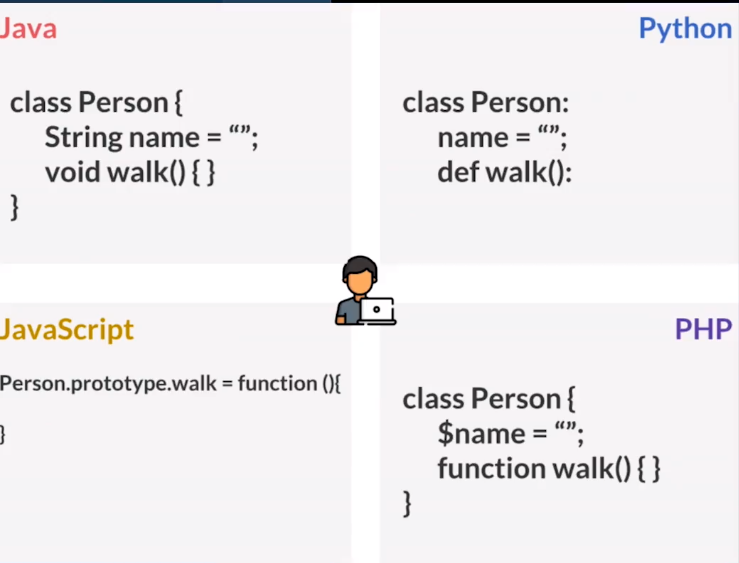 Java
class Person {
String name = “”;
void walk() { }
}
Python
class Person:
name = “”;
def walk():
JavaScript
Person.prototype.walk = function (){
}
PHP
class Person {
$name = “”;
function walk() { }
}